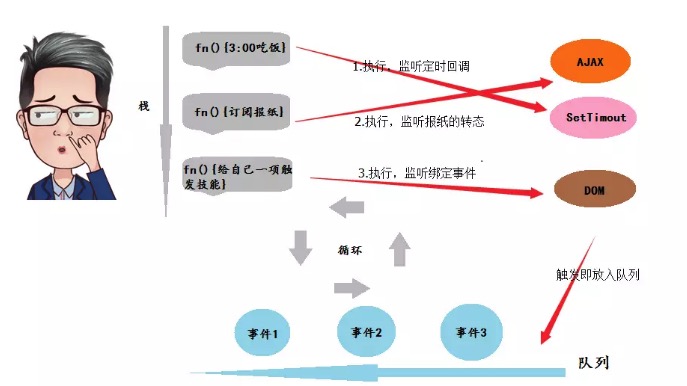 fn(){3:00吃饭}
1.执行，监听定时回调
AJAX
栈
fn(){订阅报纸}
2.执行，监听报纸的转态
SetTimout
fn(){给自己一项触
发技能}
3.执行，监听绑定事件
DOM
循环
触发即放入队列
事件1
事件2
事件3
队列